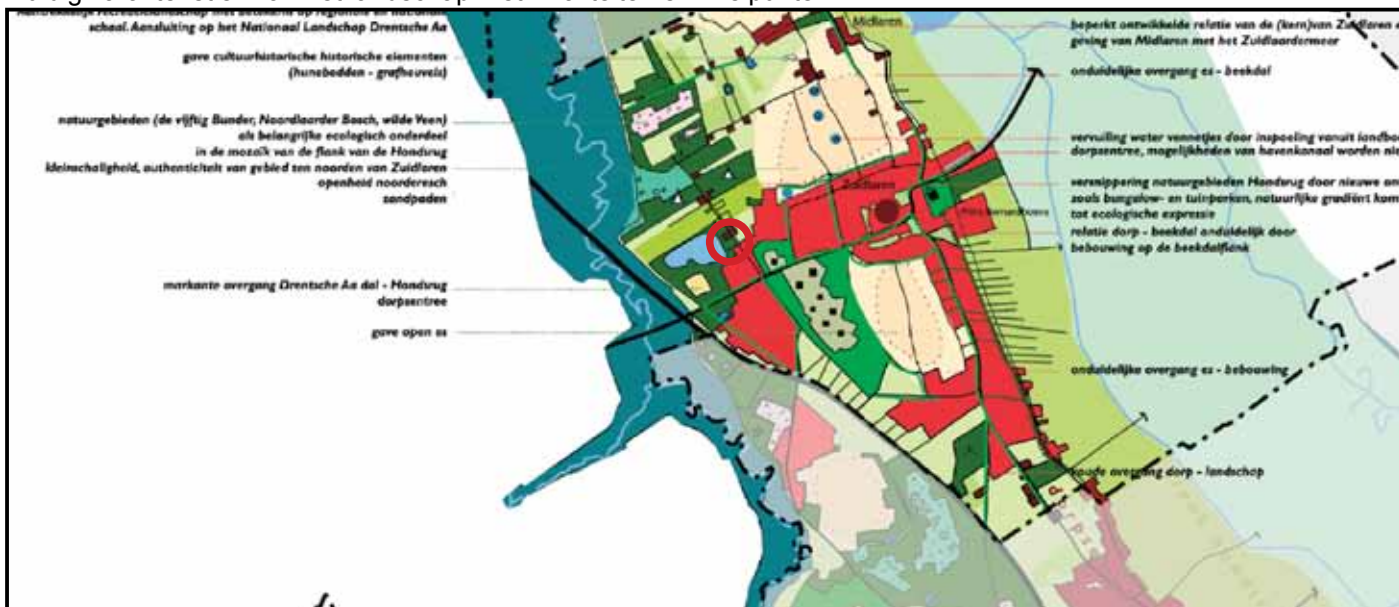 schaal. Aansluiting op het Nationaal Landschap Drentsche Aa
gave cultuurhistorische historische elementen
(hunebedden - grafheuvels)
natuurgebieden (de vijftig Bunder, Noordlaarder Bosch, wilde Veen)
als belangrijke ecologisch onderdeel
in de mozaïk van de flank van de Hondsrug
kleinschaligheid, authenticiteit van gebied ten noorden van Zuidlaren
openheid noorderesch
zandpaden
markante overgang Drentsche Aa dal - Hondsrug
dorpsentree
gave open es
Midlaren
Zuidlaren
Prins Bernhardhoeve
beperkt ontwikkelde relatie van de (kern)van Zuidlaren
geving van Midlaren met het Zuidlaardermeer
onduidelijke overgang es - beekdal
vervuiling water vennetjes door inspoeling vanuit landb
dorpsentree, mogelijkheden van havenkanaal worden nie
versnippering natuurgebieden Hondsrug door nieuwe on
zoals bungalow- en tuinparken, natuurlijke gradiënt kom
tot ecologische expressie
relatie dorp - beekdal onduidelijk door
bebouwing op de beekdalflank
onduidelijke overgang es - bebouwing
koude overgang dorp - landschap